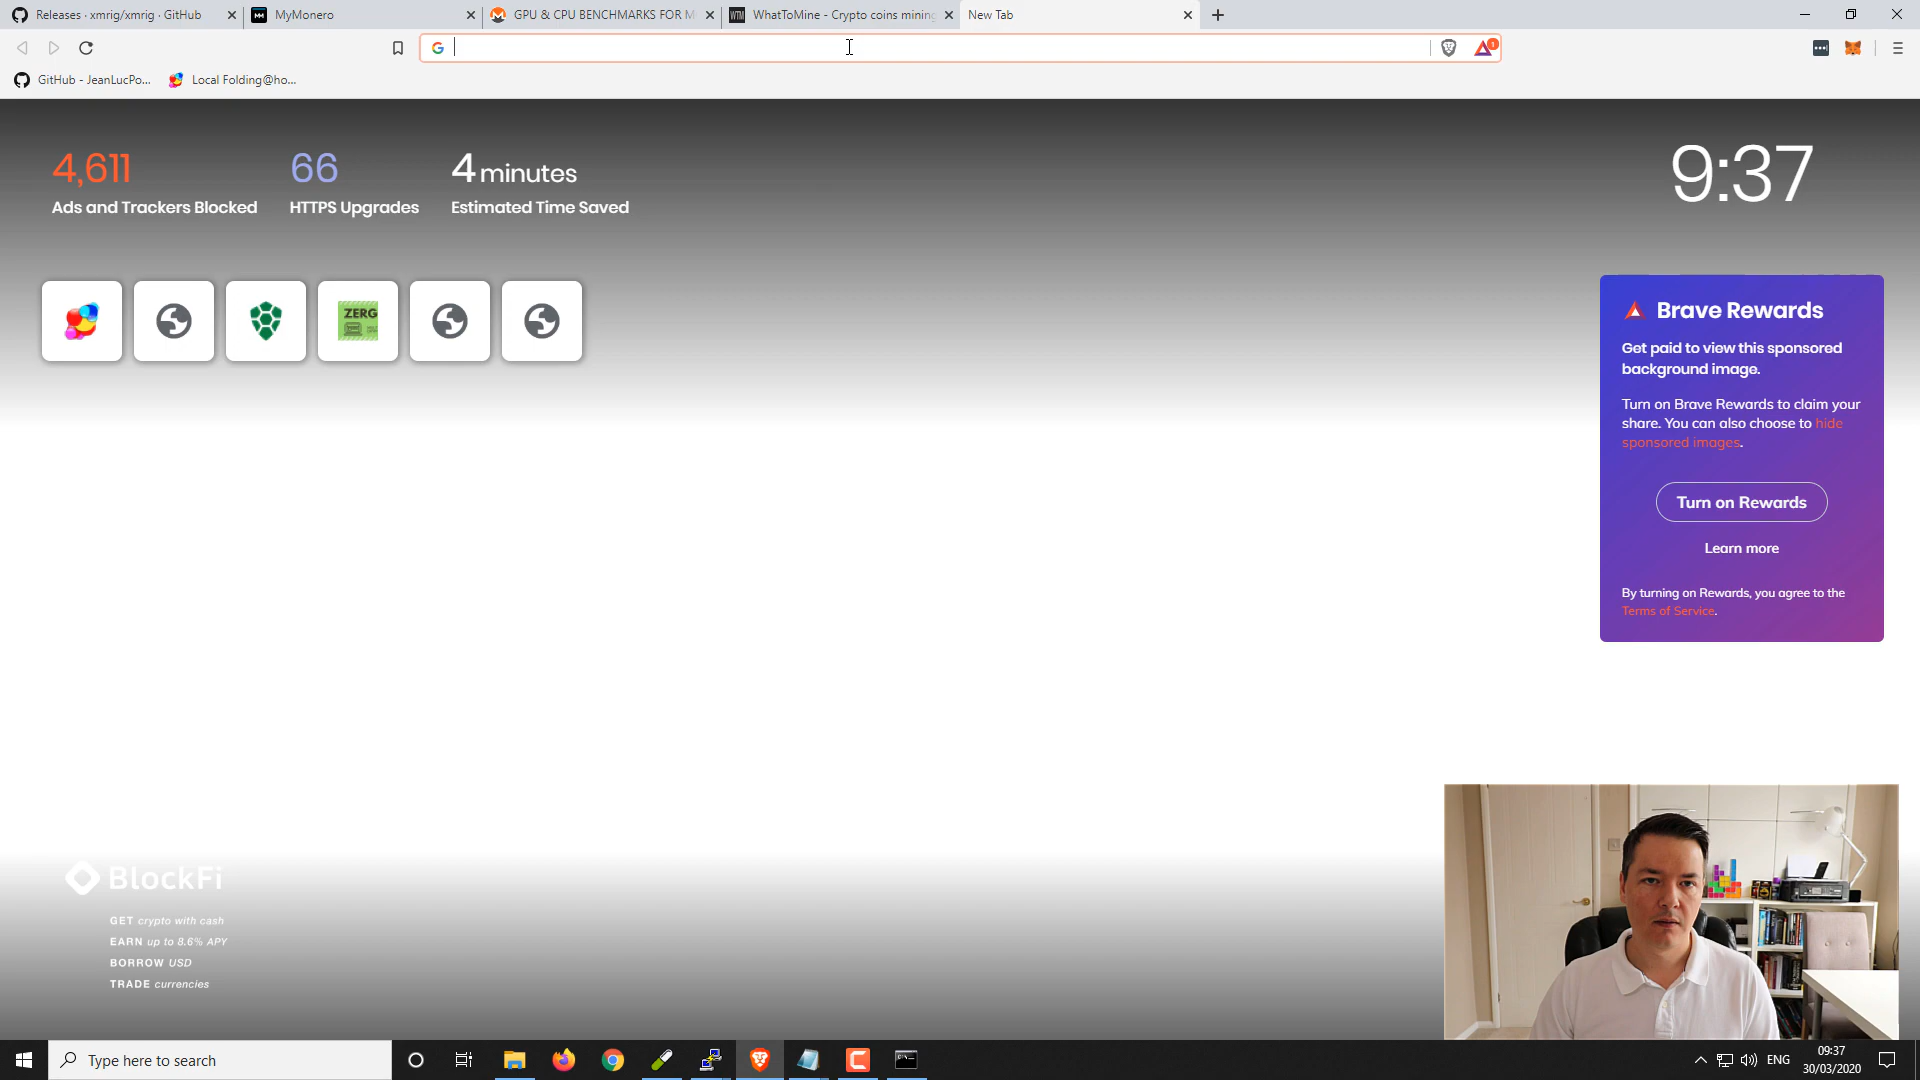 Releases · xmrig/xmrig · GitHub
MyMonero
GPU & CPU BENCHMARKS FOR M
WhatToMine - Crypto coins mining
New Tab
GitHub - JeanLucPo...
Local Folding@ho...
4,611
Ads and Trackers Blocked
66
HTTPS Upgrades
4 minutes
Estimated Time Saved
9:37
ZERG
Brave Rewards
Get paid to view this sponsored
background image.
Turn on Brave Rewards to claim your
share. You can also choose to hide
sponsored images.
Turn on Rewards
Learn more
By turning on Rewards, you agree to the
Terms of Service.
BlockFi
GET crypto with cash
EARN up to 8.6% APY
BORROW USD
TRADE currencies
Type here to search
ENG
09:37
30/03/2020